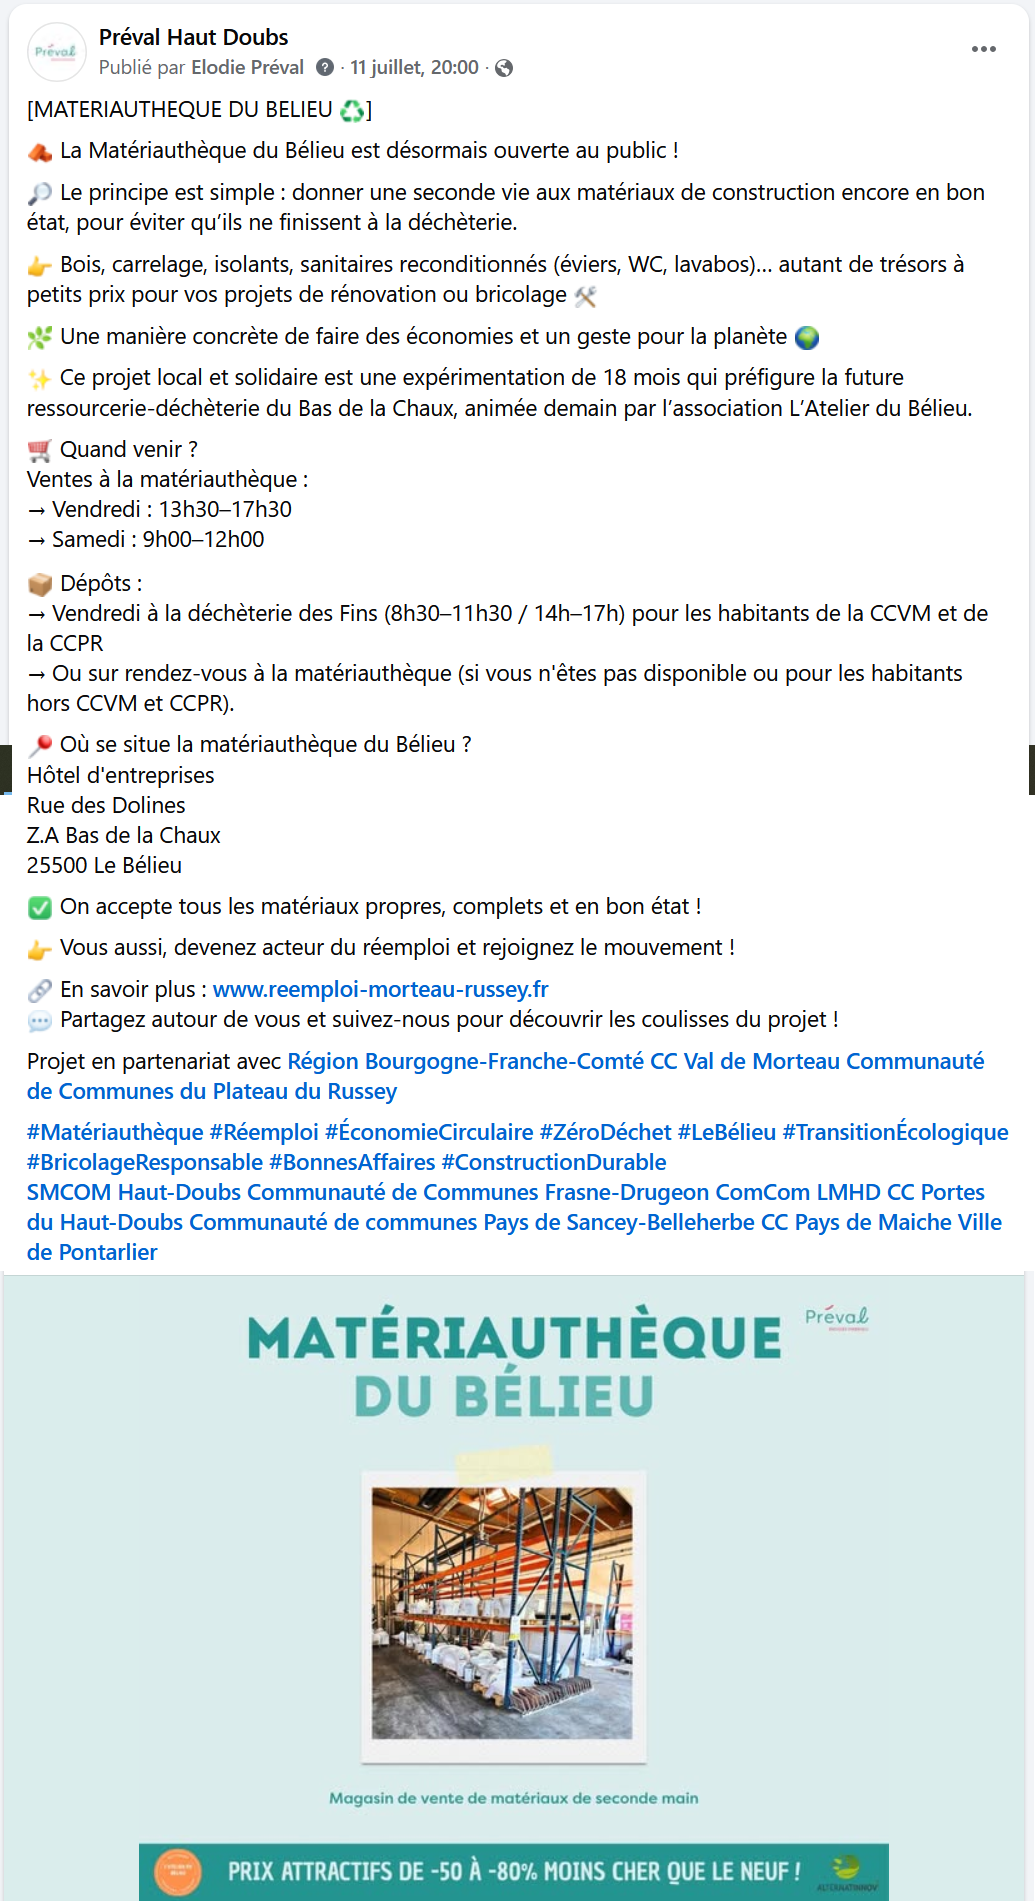 Préval
Préval Haut Doubs
Publié par Elodie Préval · 11 juillet, 20:00 ·
[MATERIAUTHEQUE DU BELIEU ♻️]
⛺ La Matériauthèque du Bélieu est désormais ouverte au public !
🔎 Le principe est simple : donner une seconde vie aux matériaux de construction encore en bon
état, pour éviter qu’ils ne finissent à la déchèterie.
👉 Bois, carrelage, isolants, sanitaires reconditionnés (éviers, WC, lavabos)… autant de trésors à
petits prix pour vos projets de rénovation ou bricolage 🛠️
🌿 Une manière concrète de faire des économies et un geste pour la planète 🌍
✨ Ce projet local et solidaire est une expérimentation de 18 mois qui préfigure la future
ressourcerie-déchèterie du Bas de la Chaux, animée demain par l’association L’Atelier du Bélieu.
🛒 Quand venir ?
Ventes à la matériauthèque :
→ Vendredi : 13h30–17h30
→ Samedi : 9h00–12h00
📦 Dépôts :
→ Vendredi à la déchèterie des Fins (8h30–11h30 / 14h–17h) pour les habitants de la CCVM et de
la CCPR
→ Ou sur rendez-vous à la matériauthèque (si vous n'êtes pas disponible ou pour les habitants
hors CCVM et CCPR).
📍 Où se situe la matériauthèque du Bélieu ?
Hôtel d'entreprises
Rue des Dolines
Z.A Bas de la Chaux
25500 Le Bélieu
✅ On accepte tous les matériaux propres, complets et en bon état !
👉 Vous aussi, devenez acteur du réemploi et rejoignez le mouvement !
🔗 En savoir plus : www.reemploi-morteau-russey.fr
💬 Partagez autour de vous et suivez-nous pour découvrir les coulisses du projet !
Projet en partenariat avec Région Bourgogne-Franche-Comté CC Val de Morteau Communauté
de Communes du Plateau du Russey
#Matériauthèque #Réemploi #ÉconomieCirculaire #ZéroDéchet #LeBélieu #TransitionÉcologique
#BricolageResponsable #BonnesAffaires #ConstructionDurable
SMCOM Haut-Doubs Communauté de Communes Frasne-Drugeon ComCom LMHD CC Portes
du Haut-Doubs Communauté de communes Pays de Sancey-Belleherbe CC Pays de Maiche Ville
de Pontarlier
MATÉRIAUTHÈQUE
DU BÉLIEU
Préval
Magasin de vente de matériaux de seconde main
PRIX ATTRACTIFS DE -50 À -80% MOINS CHER QUE LE NEUF !
ALTERNATINNOV'